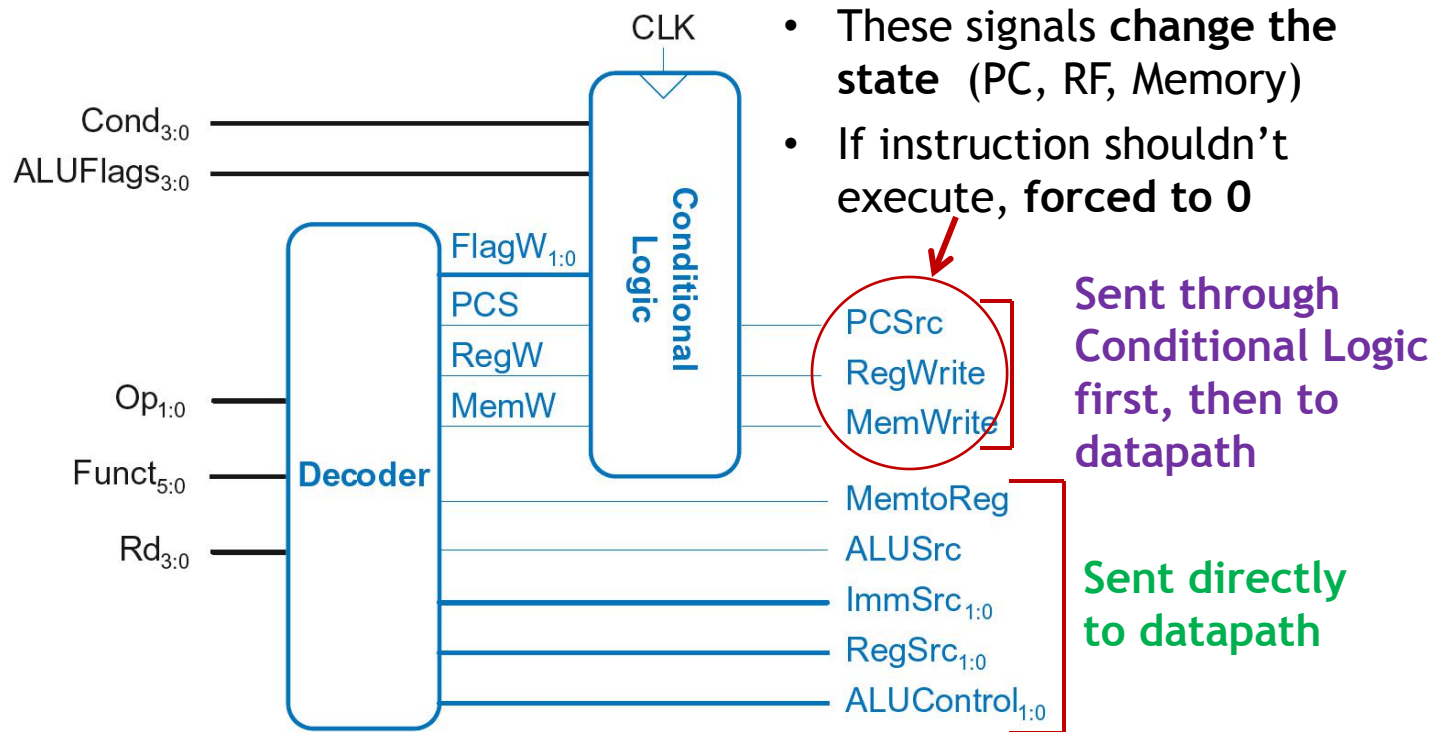 CLK
• These signals change the
state (PC, RF, Memory)
• If instruction shouldn’t
execute, forced to 0
Cond3:0
ALUFlags3:0
Conditional
Logic
FlagW1:0
PCS
RegW
MemW
PCSrc
RegWrite
MemWrite
Sent through
Conditional Logic
first, then to
datapath
Op1:0
Funct5:0
Rd3:0
Decoder
MemtoReg
ALUSrc
ImmSrc1:0
RegSrc1:0
ALUControl1:0
Sent directly
to datapath